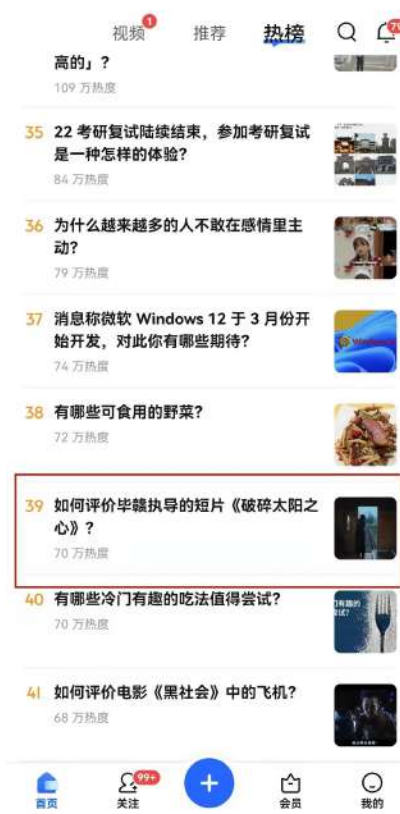 视频
1
推荐
热榜
79
高的」?
109 万热度
35
22 考研复试陆续结束，参加考研复试
是一种怎样的体验?
84 万热度
36
为什么越来越多的人不敢在感情里主
动?
79 万热度
37
消息称微软 Windows 12 于 3 月份开
始开发，对此你有哪些期待?
74 万热度
38
有哪些可食用的野菜?
72 万热度
39
如何评价毕赣执导的短片《破碎太阳之
心》?
70 万热度
40
有哪些冷门有趣的吃法值得尝试?
70 万热度
41
如何评价电影《黑社会》中的飞机?
68 万热度
99+
首页
关注
会员
我的